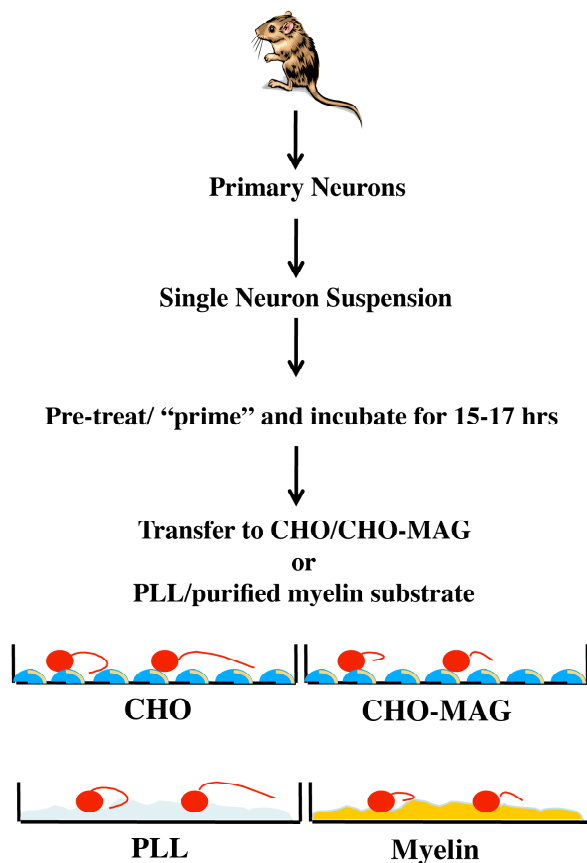 Primary Neurons
Single Neuron Suspension
Pre-treat/ “prime” and incubate for 15-17 hrs
Transfer to CHO/CHO-MAG
or
PLL/purified myelin substrate
CHO
CHO-MAG
PLL
Myelin